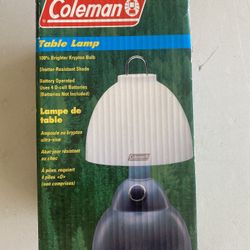 Coleman
Table Lamp
100% Brighter Krypton Bulb
Shatter-Resistant Shade
Battery Operated
Uses 4 D-cell Batteries
(Batteries Not Included)
Lampe de
table
Ampoule au krypton
ultra-vive
Abat-jour résistant
au choc
À piles, requiert
4 piles «D»
(non comprises)
Coleman